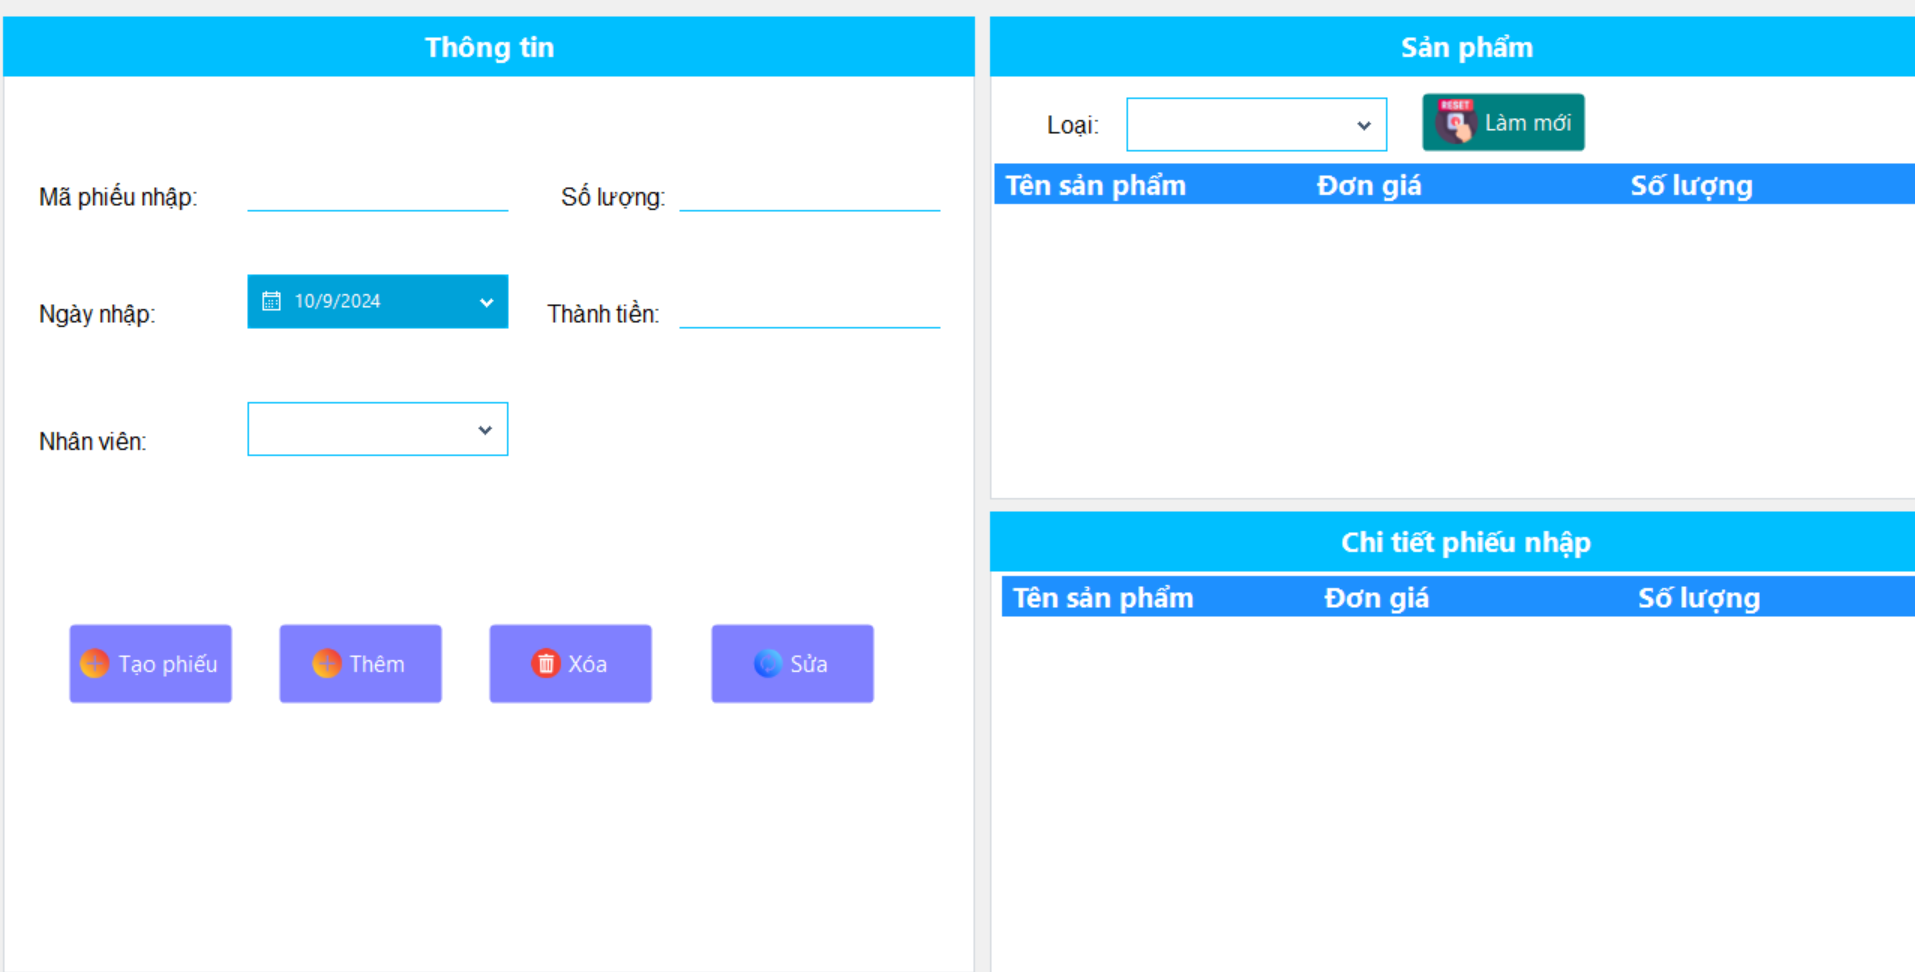 Thông tin
Mã phiếu nhập:
Số lượng:
Ngày nhập:
10/9/2024
Thành tiền:
Nhân viên:
Tạo phiếu
Thêm
Xóa
Sửa
Sản phẩm
Loại:
RESET
Làm mới
Tên sản phẩm Đơn giá Số lượng
Chi tiết phiếu nhập
Tên sản phẩm Đơn giá Số lượng